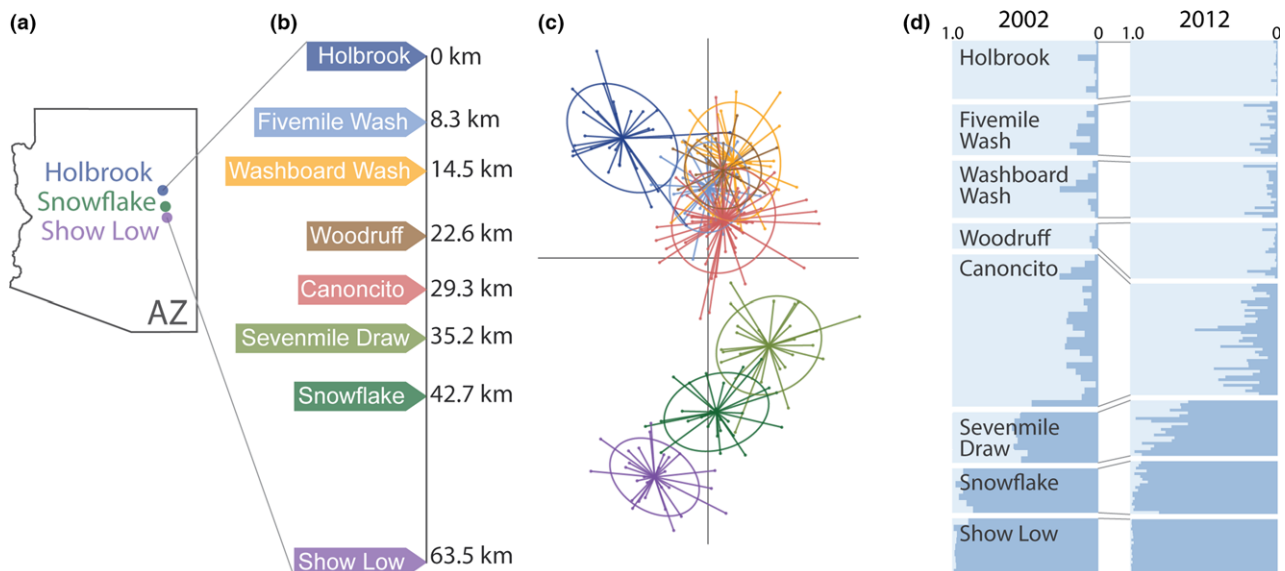 (a)
Holbrook
Snowflake
Show Low
AZ
(b)
Holbrook 0 km
Fivemile Wash 8.3 km
Washboard Wash 14.5 km
Woodruff 22.6 km
Canoncito 29.3 km
Sevenmile Draw 35.2 km
Snowflake 42.7 km
Show Low 63.5 km
(c)
(d)
2002 2012
1.0 0 1.0 0
Holbrook
Fivemile
Wash
Washboard
Wash
Woodruff
Canoncito
Sevenmile
Draw
Snowflake
Show Low